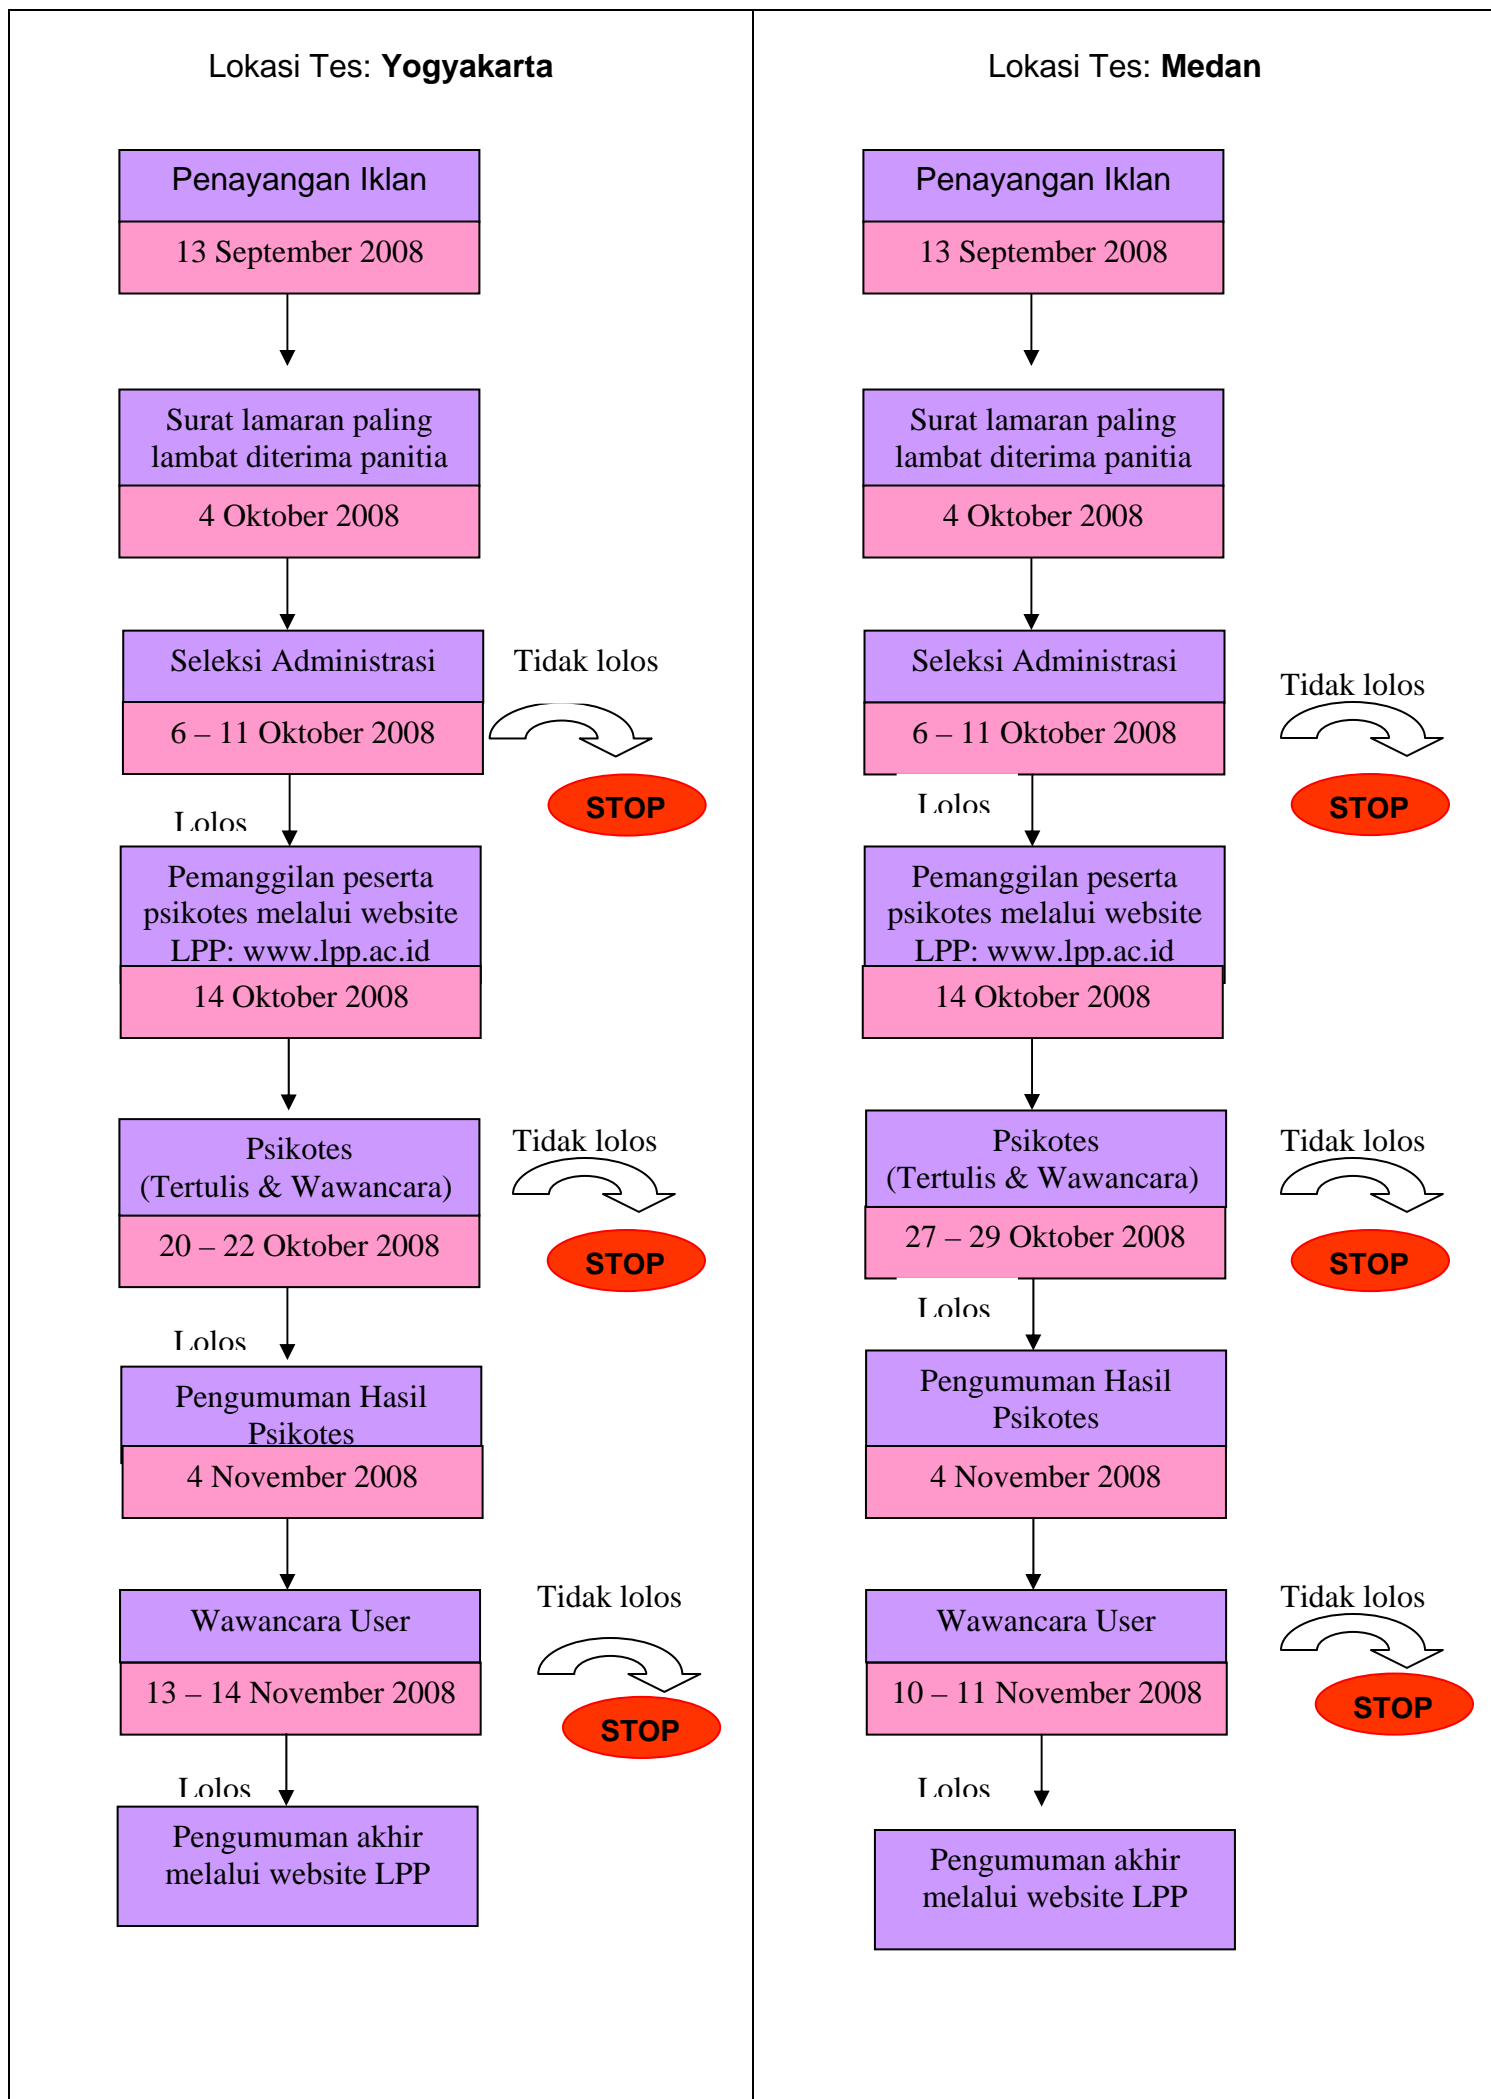 Lokasi Tes: Yogyakarta
Penayangan Iklan
13 September 2008
Surat lamaran paling
lambat diterima panitia
4 Oktober 2008
Seleksi Administrasi
Tidak lolos
6 – 11 Oktober 2008
STOP
Lolos
Pemanggilan peserta
psikotes melalui website
LPP: www.lpp.ac.id
14 Oktober 2008
Psikotes
(Tertulis & Wawancara)
Tidak lolos
20 – 22 Oktober 2008
STOP
Lolos
Pengumuman Hasil
Psikotes
4 November 2008
Wawancara User
Tidak lolos
13 – 14 November 2008
STOP
Lolos
Pengumuman akhir
melalui website LPP
Lokasi Tes: Medan
Penayangan Iklan
13 September 2008
Surat lamaran paling
lambat diterima panitia
4 Oktober 2008
Seleksi Administrasi
Tidak lolos
6 – 11 Oktober 2008
STOP
Lolos
Pemanggilan peserta
psikotes melalui website
LPP: www.lpp.ac.id
14 Oktober 2008
Psikotes
(Tertulis & Wawancara)
Tidak lolos
27 – 29 Oktober 2008
STOP
Lolos
Pengumuman Hasil
Psikotes
4 November 2008
Wawancara User
Tidak lolos
10 – 11 November 2008
STOP
Lolos
Pengumuman akhir
melalui website LPP